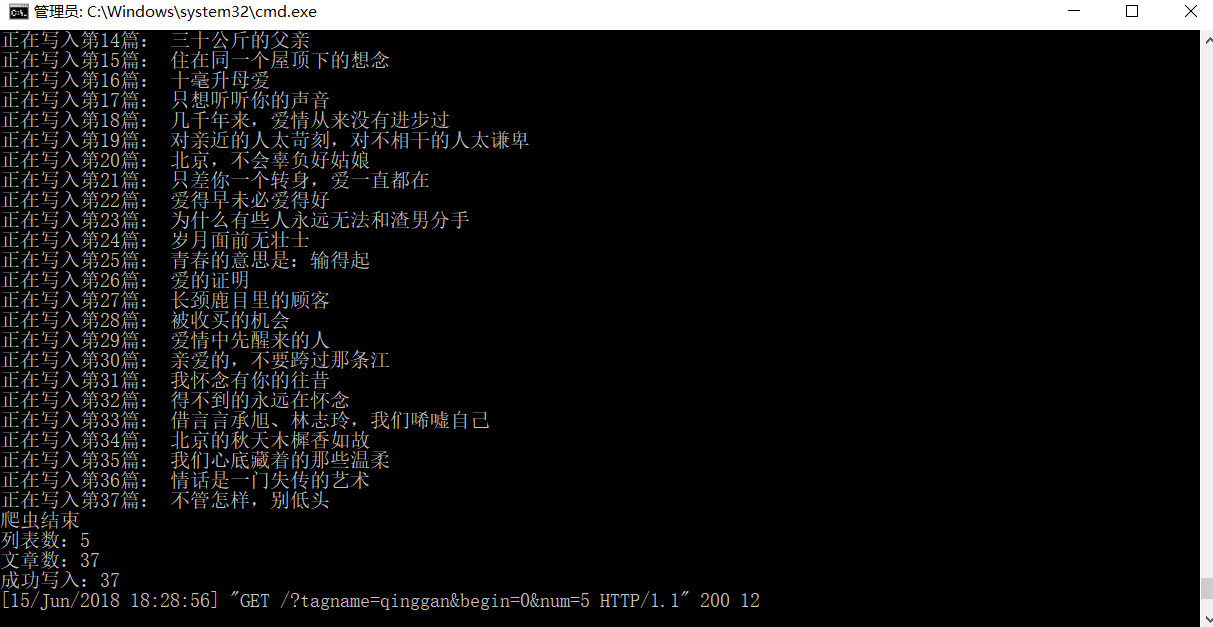 管理员: C:\Windows\system32\cmd.exe
正在写入第14篇： 三十公斤的父亲
正在写入第15篇： 住在同一个屋顶下的想念
正在写入第16篇： 十毫升母爱
正在写入第17篇： 只想听听你的声音
正在写入第18篇： 几千年来，爱情从来没有进步过
正在写入第19篇： 对亲近的人太苛刻，对不相干的人太谦卑
正在写入第20篇： 北京，不会辜负好姑娘
正在写入第21篇： 只差你一个转身，爱一直都在
正在写入第22篇： 爱得早未必爱得好
正在写入第23篇： 为什么有些人永远无法和渣男分手
正在写入第24篇： 岁月面前无壮士
正在写入第25篇： 青春的意思是：输得起
正在写入第26篇： 爱的证明
正在写入第27篇： 长颈鹿目里的顾客
正在写入第28篇： 被收买的机会
正在写入第29篇： 爱情中先醒来的人
正在写入第30篇： 亲爱的，不要跨过那条江
正在写入第31篇： 我怀念有你的往昔
正在写入第32篇： 得不到的永远在怀念
正在写入第33篇： 借言言承旭、林志玲，我们唏嘘自己
正在写入第34篇： 北京的秋天木樨香如故
正在写入第35篇： 我们心底藏着的那些温柔
正在写入第36篇： 情话是一门失传的艺术
正在写入第37篇： 不管怎样，别低头
爬虫结束
列表数：5
文章数：37
成功写入：37
[15/Jun/2018 18:28:56] "GET /?tagname=qinggan&begin=0&num=5 HTTP/1.1" 200 12